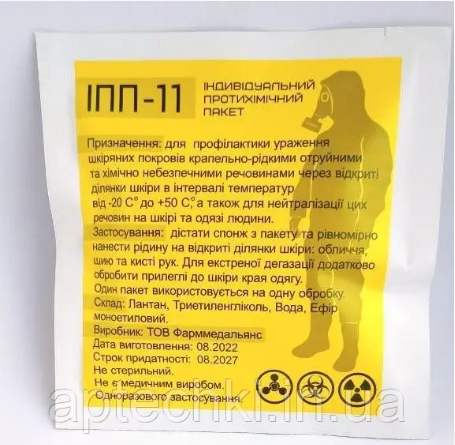 ІПП-11
ІНДИВІДУАЛЬНИЙ
ПРОТИХІМІЧНИЙ
ПАКЕТ
Призначення: для профілактики ураження
шкіряних покровів крапельно-рідкими отруйними
та хімічно небезпечними речовинами через відкриті
ділянки шкіри в інтервалі температур
від -20 С° до +50 С,° а також для нейтралізації цих
речовин на шкірі та одязі людини.
Застосування: дістати спонж з пакету та рівномірно
нанести рідину на відкриті ділянки шкіри: обличчя,
шию та кисті рук. Для екстреної дегазації додатково
обробити прилеглі до шкіри края одягу.
Один пакет використовується на одну обробку.
Склад: Лантан, Триетиленгліколь, Вода, Ефір
моноетиловий.
Виробник: ТОВ Фарммедальянс
Дата виготовлення: 08.2022
Строк придатності: 08.2027
Не стерильний.
Не є медичним виробом.
Одноразового застосування.
aptechki.in.ua